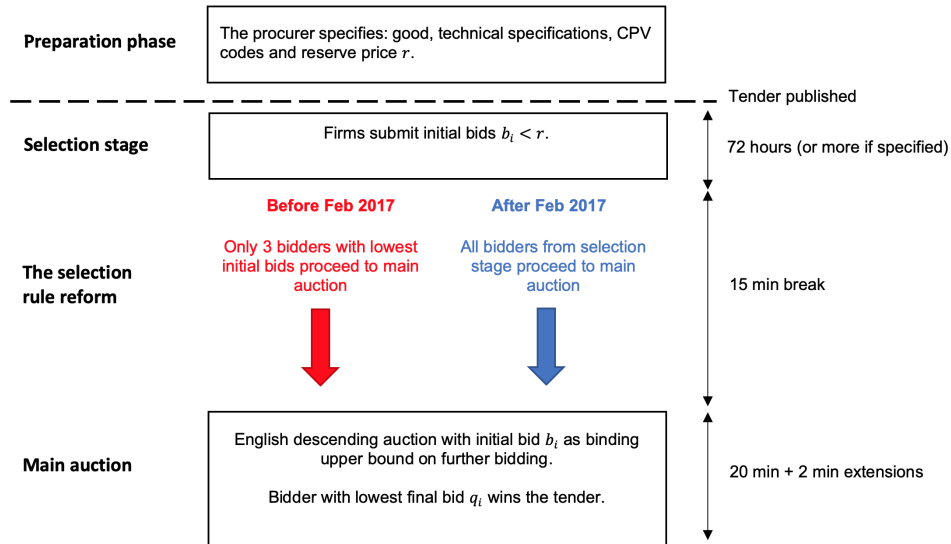 Preparation phase
The procurer specifies: good, technical specifications, CPV
codes and reserve price r.
Tender published
Selection stage
Firms submit initial bids b_i < r.
72 hours (or more if specified)
Before Feb 2017
After Feb 2017
The selection
rule reform
Only 3 bidders with lowest
initial bids proceed to main
auction
All bidders from selection
stage proceed to main
auction
15 min break
Main auction
English descending auction with initial bid b_i as binding
upper bound on further bidding.
Bidder with lowest final bid q_i wins the tender.
20 min + 2 min extensions